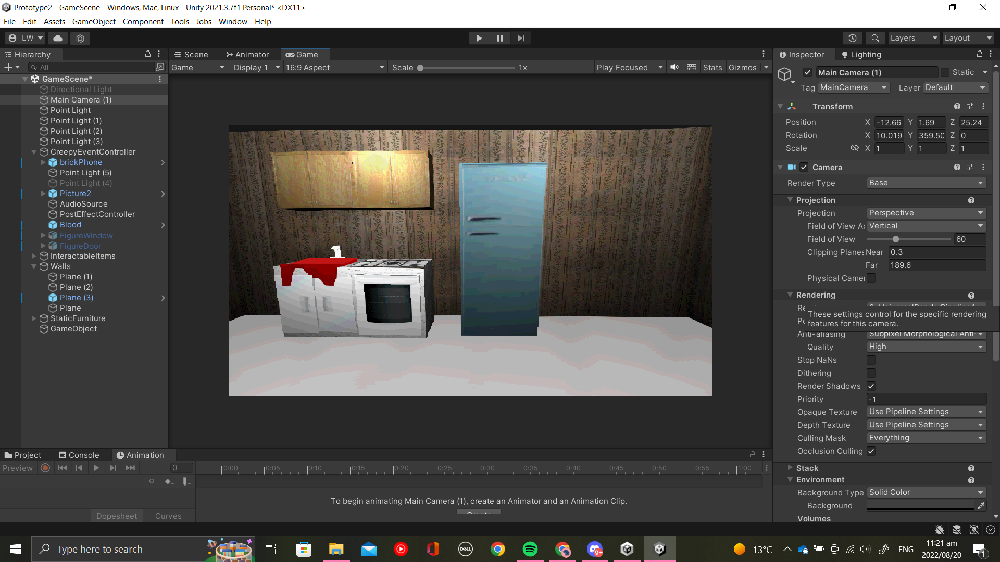 Prototype2 - GameScene - Windows, Mac, Linux - Unity 2021.3.7f1 Personal* <DX11>
File Edit Assets GameObject Component Tools Jobs Window Help
LW Layers Layout
Hierarchy Scene Animator Game Inspector Lighting
All Game Display 1 16:9 Aspect Scale 1x Play Focused Stats Gizmos
Main Camera (1) Static
Tag MainCamera Layer Default
GameScene*
Directional Light
Main Camera (1)
Point Light
Point Light (1)
Point Light (2)
Point Light (3)
CreepyEventController
brickPhone
Point Light (5)
Point Light (4)
Picture2
AudioSource
PostEffectController
Blood
FigureWindow
FigureDoor
InteractableItems
Walls
Plane (1)
Plane (2)
Plane (3)
Plane
StaticFurniture
GameObject
Transform
Position X -12.66 Y 1.69 Z 25.24
Rotation X 10.019 Y 359.50 Z 0
Scale X 1 Y 1 Z 1
Camera
Render Type Base
Projection
Projection Perspective
Field of View Ax Vertical
Field of View 60
Clipping Planes Near 0.3
Far 189.6
Physical Camer
Rendering
These settings control for the specific rendering
features for this camera.
Anti-aliasing Subpixel Morphological Anti-
Quality High
Stop NaNs
Dithering
Render Shadows
Priority -1
Opaque Texture Use Pipeline Settings
Depth Texture Use Pipeline Settings
Culling Mask Everything
Occlusion Culling
Stack
Environment
Background Type Solid Color
Background
Volumes
Project Console Animation
Preview 0 0:00 0:05 0:10 0:15 0:20 0:25 0:30 0:35 0:40 0:45 0:50 0:55 1:00
To begin animating Main Camera (1), create an Animator and an Animation Clip.
Dopesheet Curves
Type here to search DELL 9+ 13°C ENG 11:21 am
2022/08/20 1